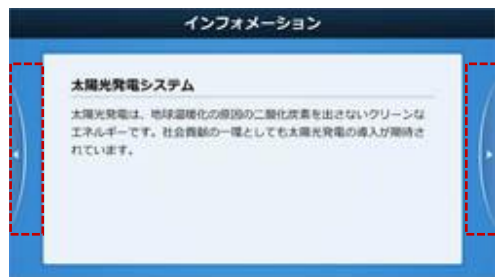 インフォメーション
太陽光発電システム
太陽光発電は、地球温暖化の原因の二酸化炭素を出さないクリーンな
エネルギーです。社会貢献の一環としても太陽光発電の導入が期待さ
れています。